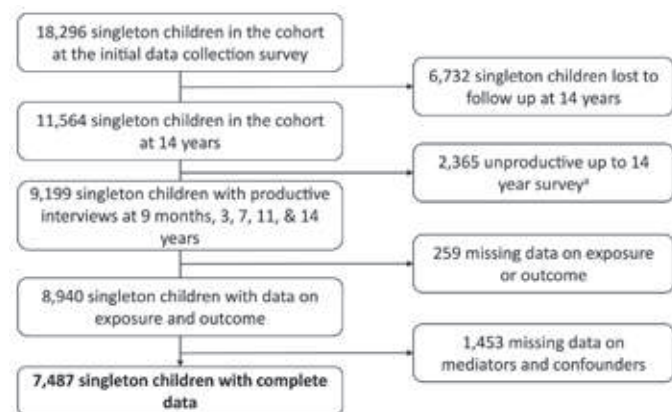 18,296 singleton children in the cohort
at the initial data collection survey
6,732 singleton children lost to
follow up at 14 years
11,564 singleton children in the cohort
at 14 years
2,365 unproductive up to 14
year surveyᵃ
9,199 singleton children with productive
interviews at 9 months, 3, 7, 11, & 14
years
259 missing data on exposure
or outcome
8,940 singleton children with data on
exposure and outcome
1,453 missing data on
mediators and confounders
7,487 singleton children with complete
data